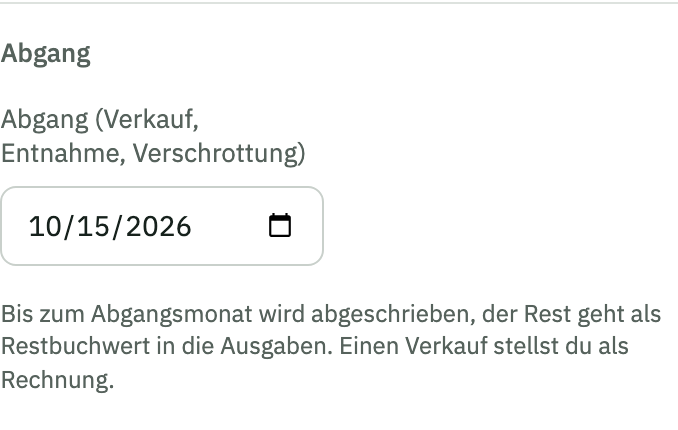 Abgang
Abgang (Verkauf,
Entnahme, Verschrottung)
10/15/2026
Bis zum Abgangsmonat wird abgeschrieben, der Rest geht als
Restbuchwert in die Ausgaben. Einen Verkauf stellst du als
Rechnung.